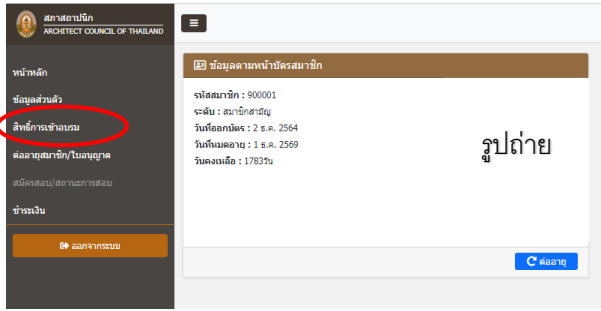 สภาสถาปนิก
ARCHITECT COUNCIL OF THAILAND
หน้าหลัก
ข้อมูลส่วนตัว
สิทธิ์การเข้าอบรม
ต่ออายุสมาชิก/ใบอนุญาต
สมัครสอบ/สถานะการสอบ
ชำระเงิน
ออกจากระบบ
ข้อมูลตามหน้าบัตรสมาชิก
รหัสสมาชิก : 900001
ระดับ : สมาชิกสามัญ
วันที่ออกบัตร : 2 ธ.ค. 2564
วันที่หมดอายุ : 1 ธ.ค. 2569
วันคงเหลือ : 1783วัน
รูปถ่าย
ต่ออายุ